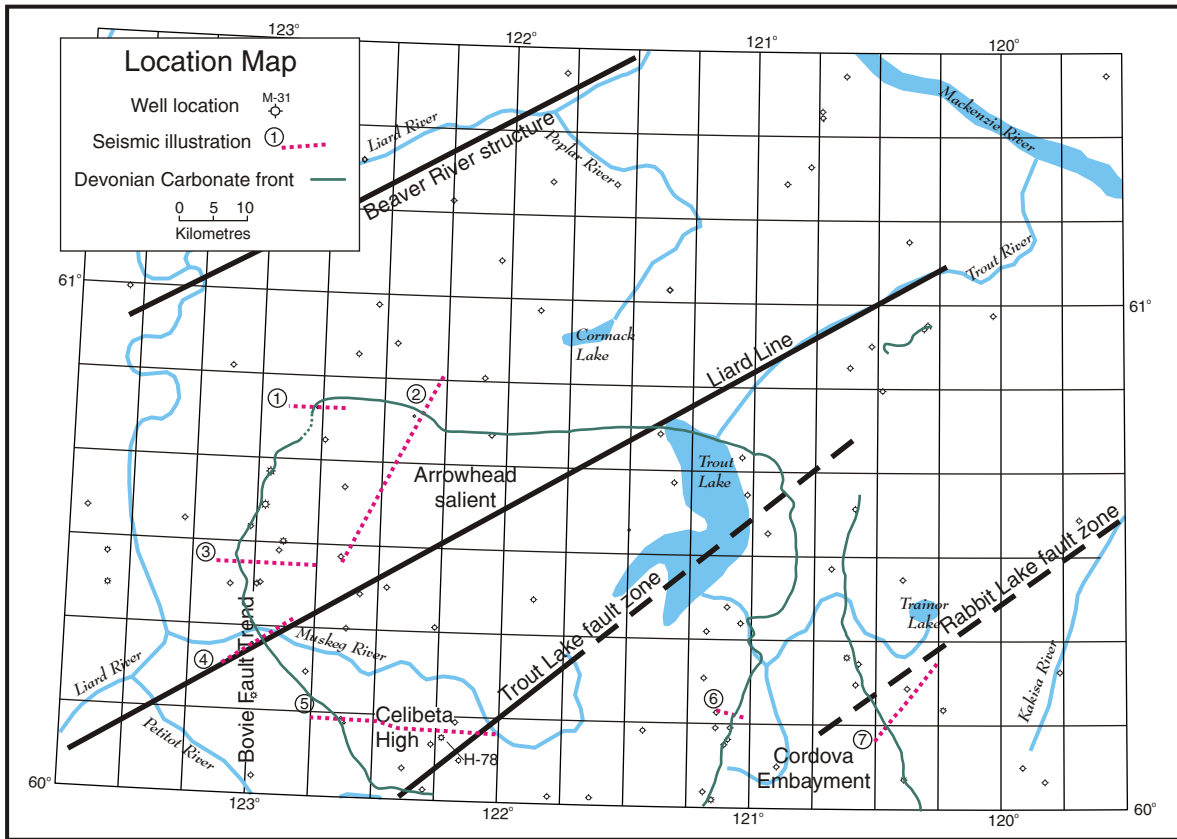 123°
122°
121°
120°
Location Map
Well location
M-31
Seismic illustration
1
Devonian Carbonate front
0 5 10
Kilometres
Liard River
Beaver River structure
Poplar River
Mackenzie River
Trout River
61°
61°
Cormack
Lake
Liard Line
1
2
Arrowhead
salient
Trout
Lake
3
Rabbit Lake fault zone
Trainor
Lake
Trout Lake fault zone
Bovie Fault Trend
Muskeg River
4
Liard River
Petitot River
Kakisa River
5
Celibeta
High
6
7
H-78
Cordova
Embayment
60°
60°
123°
122°
121°
120°